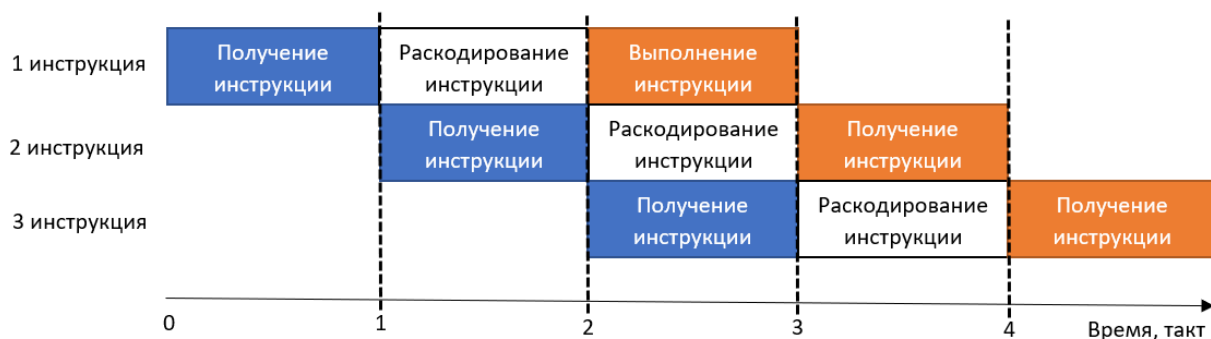 Получение
инструкции
Раскодирование
инструкции
Выполнение
инструкции
1 инструкция
Получение
инструкции
Раскодирование
инструкции
Получение
инструкции
2 инструкция
Получение
инструкции
Раскодирование
инструкции
Получение
инструкции
3 инструкция
0
1
2
3
4
Время, такт